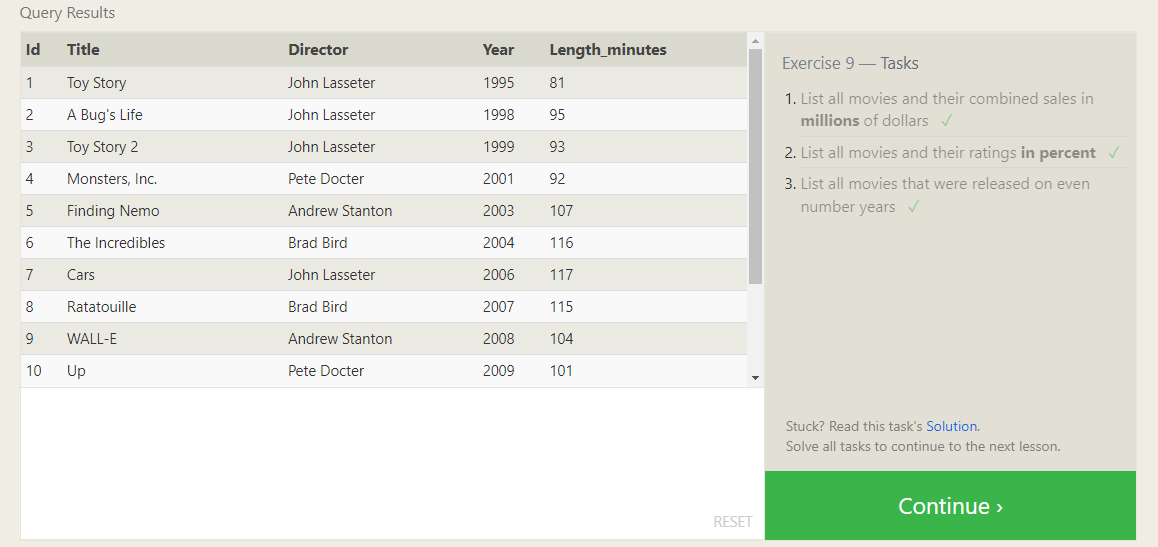 Query Results
Id Title Director Year Length_minutes
1 Toy Story John Lasseter 1995 81
2 A Bug's Life John Lasseter 1998 95
3 Toy Story 2 John Lasseter 1999 93
4 Monsters, Inc. Pete Docter 2001 92
5 Finding Nemo Andrew Stanton 2003 107
6 The Incredibles Brad Bird 2004 116
7 Cars John Lasseter 2006 117
8 Ratatouille Brad Bird 2007 115
9 WALL-E Andrew Stanton 2008 104
10 Up Pete Docter 2009 101
RESET
Exercise 9 — Tasks
1. List all movies and their combined sales in
millions of dollars ✓
2. List all movies and their ratings in percent ✓
3. List all movies that were released on even
number years ✓
Stuck? Read this task's Solution.
Solve all tasks to continue to the next lesson.
Continue ›